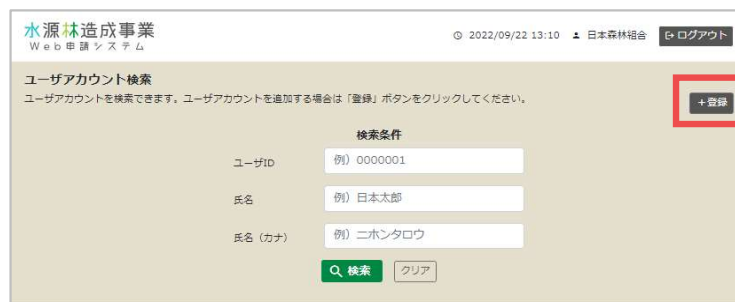 水源林造成事業
Web申請システム
2022/09/22 13:10 日本森林組合 ログアウト
ユーザアカウント検索
ユーザアカウントを検索できます。ユーザアカウントを追加する場合は「登録」ボタンをクリックしてください。
+登録
検索条件
ユーザID 例）0000001
氏名 例）日本太郎
氏名（カナ） 例）ニホンタロウ
検索 クリア